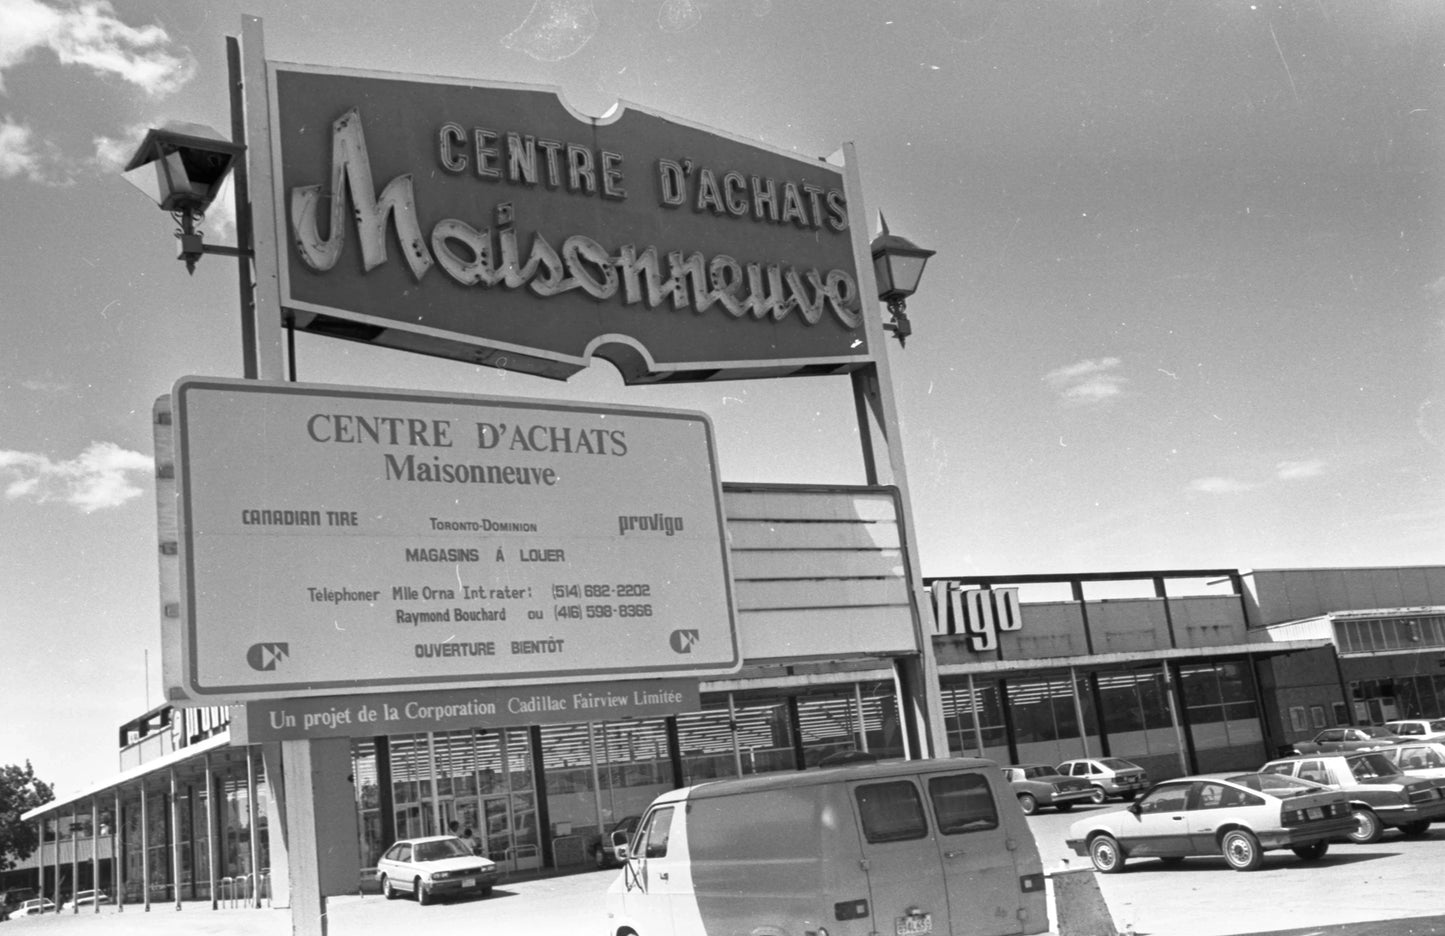 CENTRE D'ACHATS
Maisonneuve
CENTRE D'ACHATS
Maisonneuve
CANADIAN TIRE TORONTO-DOMINION provigo
MAGASINS À LOUER
Téléphoner Mlle Orna Intrater: (514) 682-2202
Raymond Bouchard ou (416) 598-8366
OUVERTURE BIENTÔT
Un projet de la Corporation Cadillac Fairview Limitée
vigo